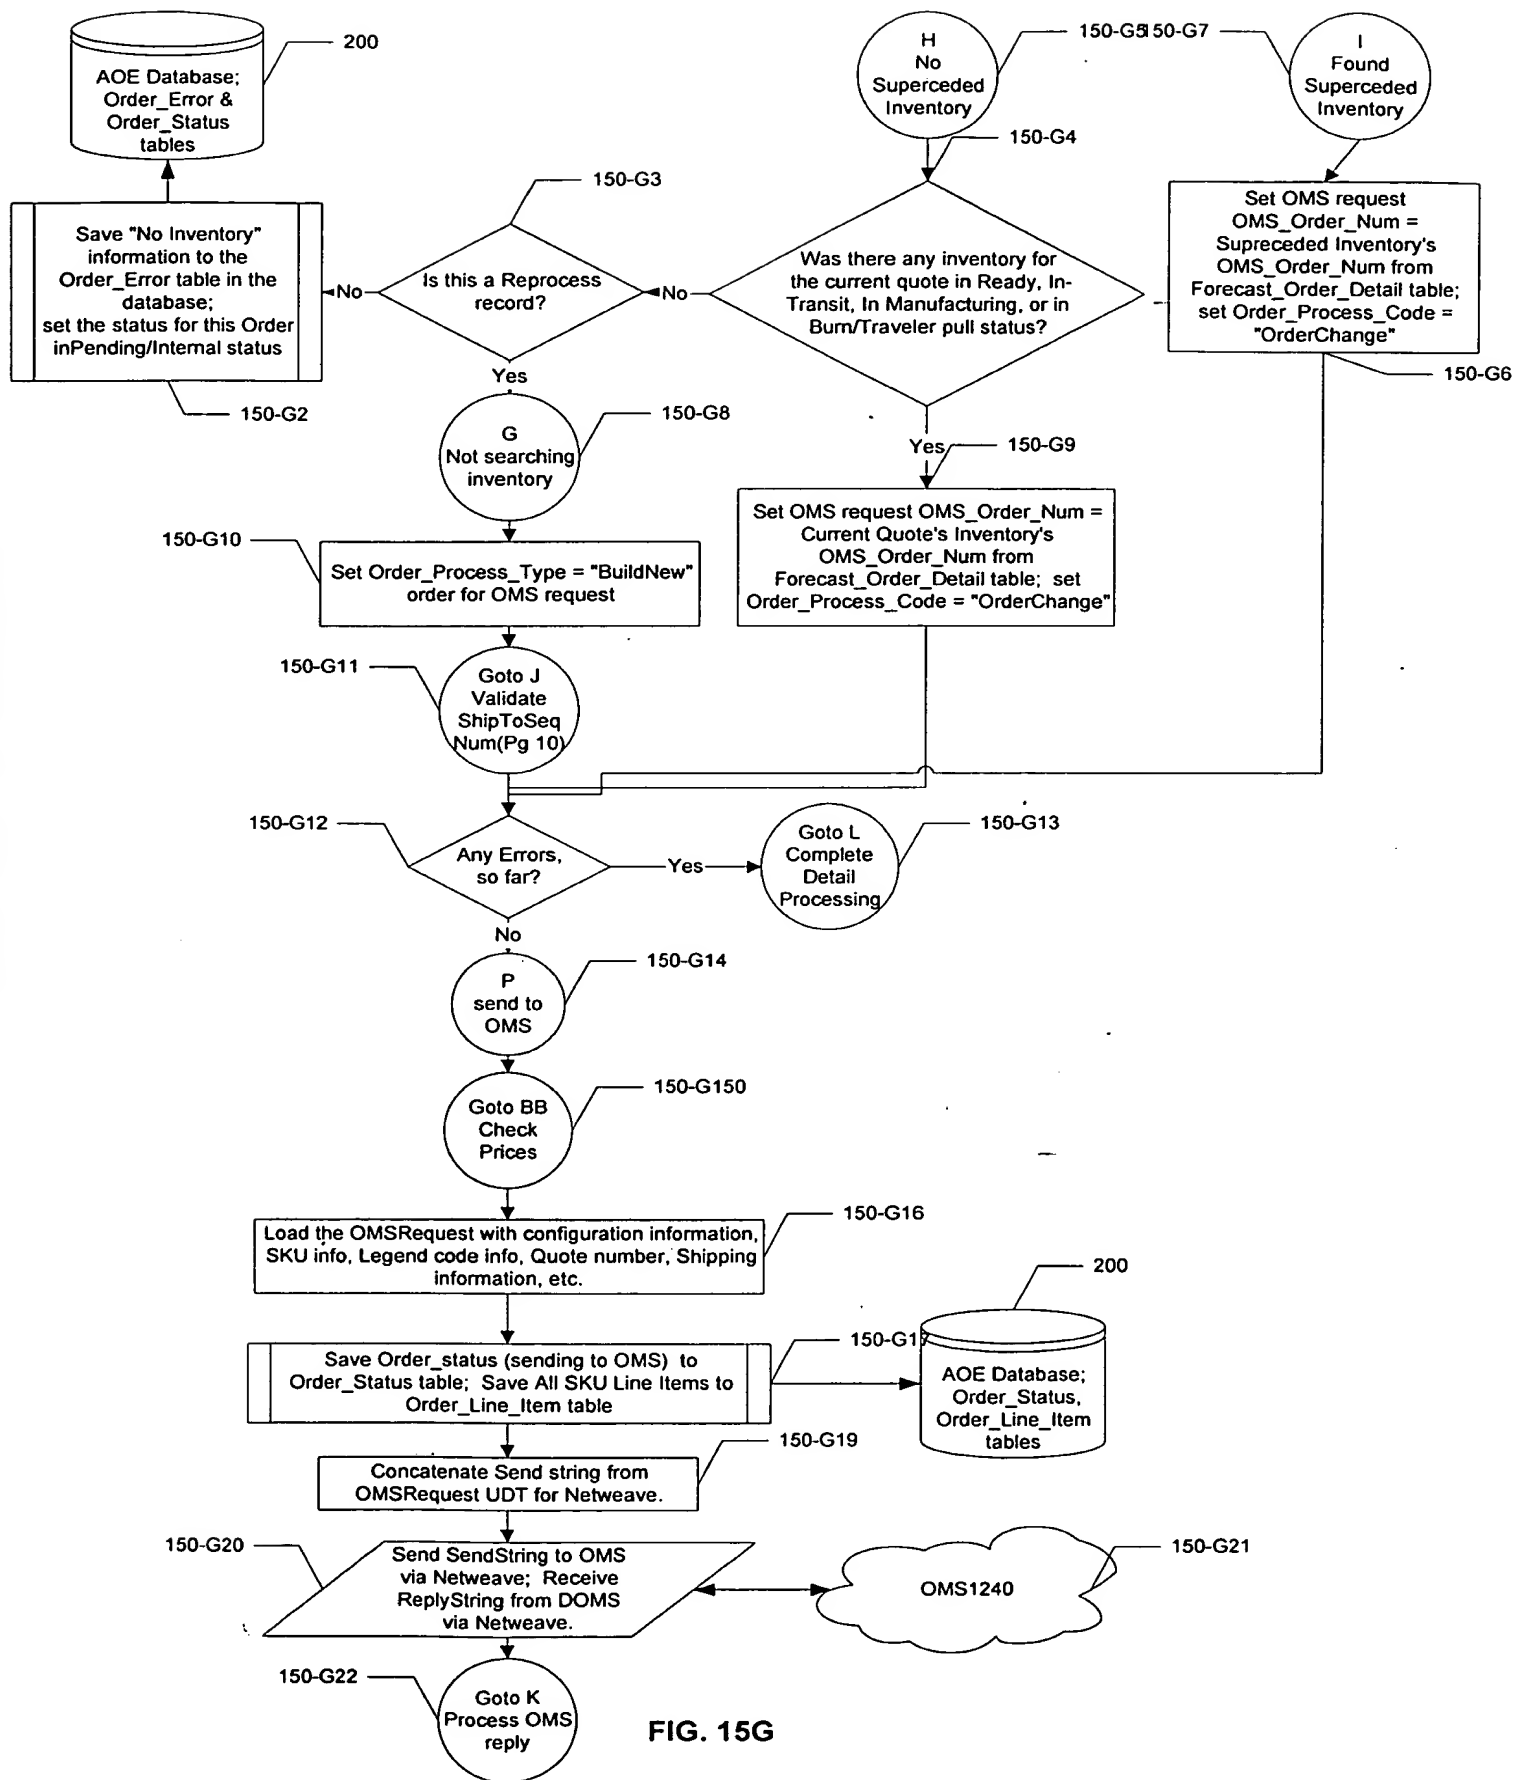 200
AOE Database;
Order_Error &
Order_Status
tables
H
No
Superceded
Inventory
150-G5
150-G7
I
Found
Superceded
Inventory
150-G4
150-G3
Save "No Inventory"
information to the
Order_Error table in the
database;
set the status for this Order
inPending/Internal status
150-G2
No
Is this a Reprocess
record?
No
Was there any inventory for
the current quote in Ready, In-
Transit, In Manufacturing, or in
Burn/Traveler pull status?
Set OMS request
OMS_Order_Num =
Supreceded Inventory's
OMS_Order_Num from
Forecast_Order_Detail table;
set Order_Process_Code =
"OrderChange"
150-G6
Yes
G
Not searching
inventory
150-G8
Yes
150-G9
Set OMS request OMS_Order_Num =
Current Quote's Inventory's
OMS_Order_Num from
Forecast_Order_Detail table; set
Order_Process_Code = "OrderChange"
150-G10
Set Order_Process_Type = "BuildNew"
order for OMS request
150-G11
Goto J
Validate
ShipToSeq
Num(Pg 10)
150-G12
Any Errors,
so far?
Yes
Goto L
Complete
Detail
Processing
150-G13
No
P
send to
OMS
150-G14
Goto BB
Check
Prices
150-G150
Load the OMSRequest with configuration information,
SKU info, Legend code info, Quote number, Shipping
information, etc.
150-G16
Save Order_status (sending to OMS) to
Order_Status table; Save All SKU Line Items to
Order_Line_Item table
150-G17
200
AOE Database;
Order_Status,
Order_Line_Item
tables
Concatenate Send string from
OMSRequest UDT for Netweave.
150-G19
150-G20
Send SendString to OMS
via Netweave; Receive
ReplyString from DOMS
via Netweave.
OMS1240
150-G21
150-G22
Goto K
Process OMS
reply
FIG. 15G